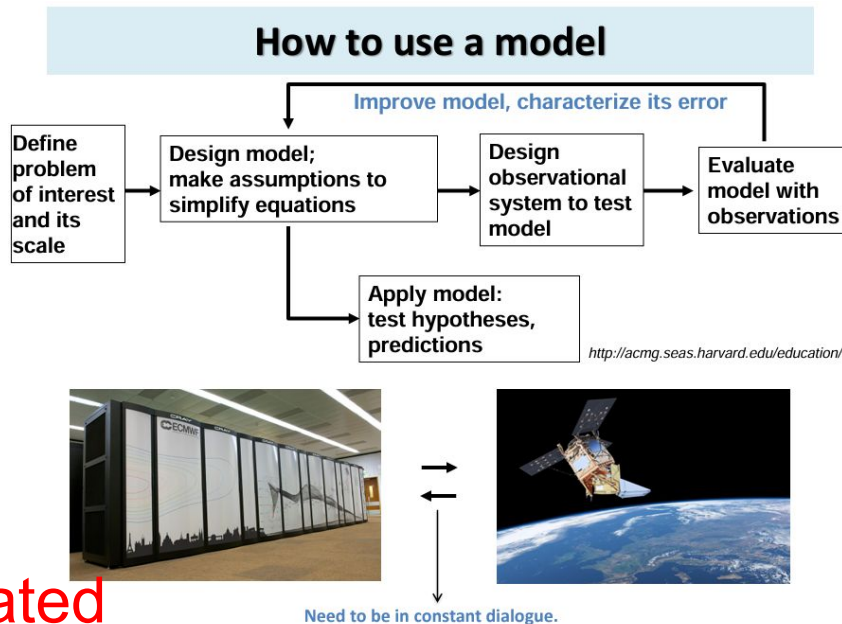 How to use a model
Improve model, characterize its error
Define
problem
of interest
and its
scale
Design model;
make assumptions to
simplify equations
Design
observational
system to test
model
Evaluate
model with
observations
Apply model:
test hypotheses,
predictions
http://acmg.seas.harvard.edu/education/
CRAY
ECMWF
ated
Need to be in constant dialogue.